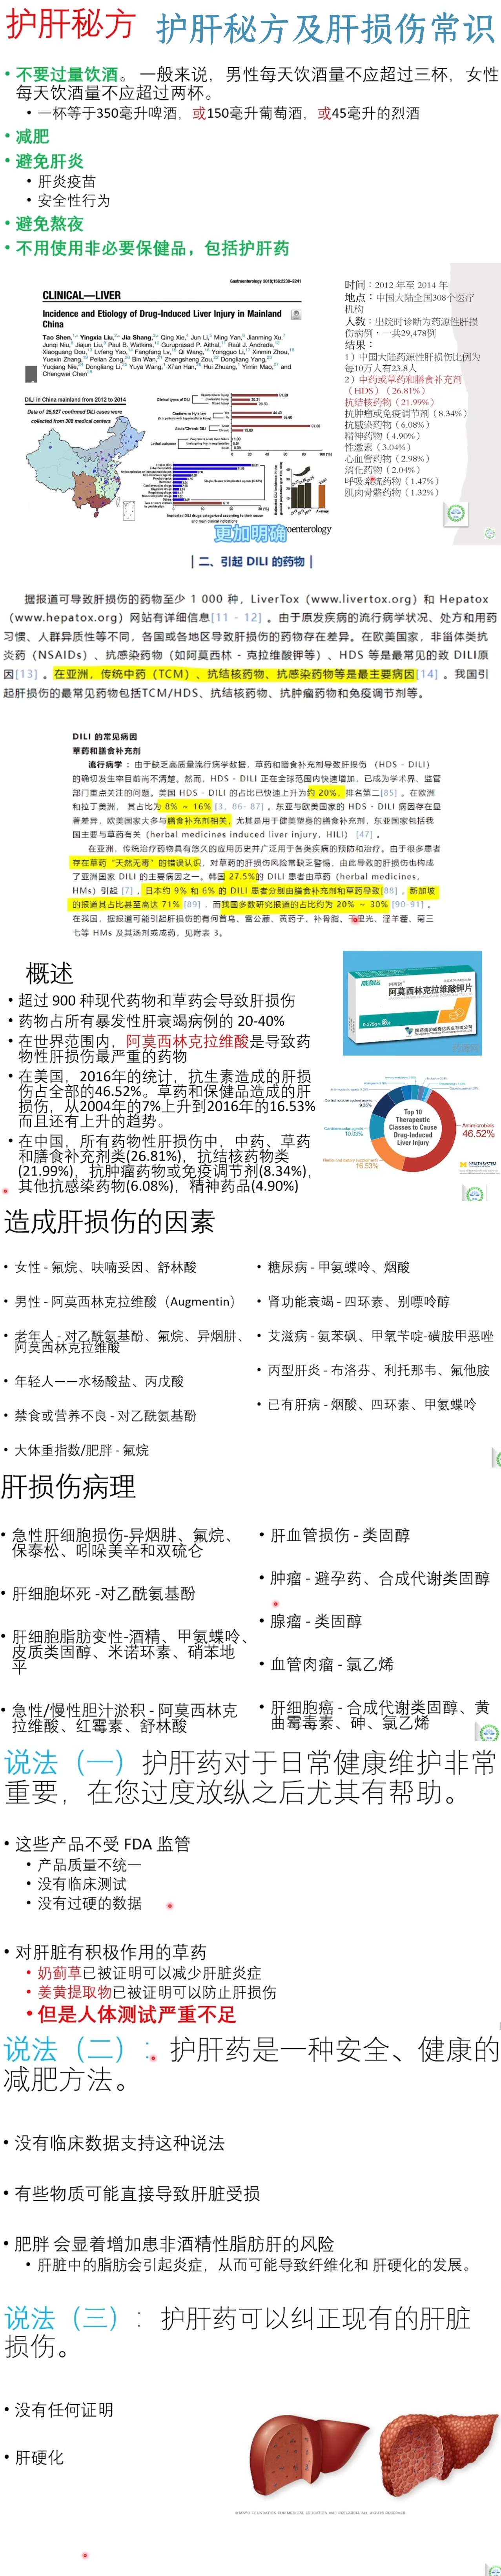 护肝秘方
护肝秘方及肝损伤常识
• 不要过量饮酒。一般来说，男性每天饮酒量不应超过三杯，女性
每天饮酒量不应超过两杯。
• 一杯等于350毫升啤酒，或150毫升葡萄酒，或45毫升的烈酒
• 减肥
• 避免肝炎
• 肝炎疫苗
• 安全性行为
• 避免熬夜
• 不用使用非必要保健品，包括护肝药
Gastroenterology 2019;156:2230–2241
CLINICAL—LIVER
Incidence and Etiology of Drug-Induced Liver Injury in Mainland
China
DILI in China mainland from 2012 to 2014
Data of 25,927 confirmed DILI cases were
collected from 308 medical centers
时间：2012 年至 2014 年
地点：中国大陆全国308个医疗
机构
人数：出院时诊断为药源性肝损
伤病例，一共29,478例
结果：
1）中国大陆药源性肝损伤比例为
每10万人有23.8人
2）中药或草药和膳食补充剂
（HDS）（26.81%）
抗结核药物（21.99%）
抗肿瘤或免疫调节剂（8.34%）
抗感染药物（6.08%）
精神药物（4.90%）
性激素（3.04%）
心血管药物（2.98%）
消化药物（2.04%）
呼吸系统药物（1.47%）
肌肉骨骼药物（1.32%）
更加明确
| 二、引起 DILI 的药物 |
据报道可导致肝损伤的药物至少 1 000 种，LiverTox（www.livertox.org）和 Hepatox
（www.hepatox.org）网站有详细信息[11 - 12] 。由于原发疾病的流行病学状况、处方和用药
习惯、人群异质性等不同，各国或各地区导致肝损伤的药物存在差异。在欧美国家，非甾体类抗
炎药（NSAIDs）、抗感染药物（如阿莫西林 - 克拉维酸钾等）、HDS 等是最常见的致 DILI原
因[13] 。在亚洲，传统中药（TCM）、抗结核药物、抗感染药物等是最主要病因[14] 。我国引
起肝损伤的最常见药物包括TCM/HDS、抗结核药物、抗肿瘤药物和免疫调节剂等。
DILI 的常见病因
草药和膳食补充剂
流行病学：由于缺乏高质量流行病学数据，草药和膳食补充剂导致肝损伤（HDS - DILI）
的确切发生率目前尚不清楚。然而，HDS - DILI 正在全球范围内快速增加，已成为学术界、监管
部门重点关注的问题。美国 HDS - DILI 的占比已快速上升为约 20%，排名第二[85] 。在欧洲
和拉丁美洲，其占比为 8% ～ 16% [3，86- 87] 。东亚与欧美国家的 HDS - DILI 病因存在显
著差异，欧美国家大多与膳食补充剂相关，尤其是用于健美塑身的膳食补充剂，东亚国家包括我
国主要与草药有关（herbal medicines induced liver injury，HILI）[47] 。
在亚洲，传统药物具有悠久的应用历史并广泛用于各类疾病的预防和治疗。由于很多患者
存在草药 “天然无毒” 的错误认识，对草药的肝损伤风险常缺乏警惕，由此导致的肝损伤也构成
了亚洲国家 DILI 的主要病因之一。韩国 27.5%的 DILI 患者由草药（herbal medicines，
HMs）引起 [7] ，日本约 9% 和 6% 的 DILI 患者分别由膳食补充剂和草药导致[88] ，新加坡
的报道其占比甚至高达 71% [89] ，而我国多数研究报道的占比约为 20% ～ 30% [90-91] 。
在我国，据报道可能引起肝损伤的有何首乌、雷公藤、黄药子、补骨脂、千里光、淫羊藿、菊三
七等 HMs 及其汤剂或成药，见附表 3。
概述
• 超过 900 种现代药物和草药会导致肝损伤
• 药物占所有暴发性肝衰竭病例的 20-40%
• 在世界范围内，阿莫西林克拉维酸是导致药
物性肝损伤最严重的药物
• 在美国，2016年的统计，抗生素造成的肝损
伤占全部的46.52%。草药和保健品造成的肝
损伤，从2004年的7%上升到2016年的16.53%
而且还有上升的趋势。
• 在中国，所有药物性肝损伤中，中药、草药
和膳食补充剂类(26.81%)，抗结核药物类
(21.99%)，抗肿瘤药物或免疫调节剂(8.34%)，
其他抗感染药物(6.08%)，精神药品(4.90%)
阿莫西林克拉维酸钾片
Top 10
Therapeutic
Classes to Cause
Drug-Induced
Liver Injury
Antimicrobials
46.52%
Herbal and dietary supplements
16.53%
Cardiovascular agents
10.03%
Central nervous system agents
9.35%
HEALTH SYSTEM
造成肝损伤的因素
• 女性 - 氟烷、呋喃妥因、舒林酸
• 男性 - 阿莫西林克拉维酸（Augmentin）
• 老年人 - 对乙酰氨基酚、氟烷、异烟肼、
阿莫西林克拉维酸
• 年轻人——水杨酸盐、丙戊酸
• 禁食或营养不良 - 对乙酰氨基酚
• 大体重指数/肥胖 - 氟烷
• 糖尿病 - 甲氨蝶呤、烟酸
• 肾功能衰竭 - 四环素、别嘌呤醇
• 艾滋病 - 氨苯砜、甲氧苄啶-磺胺甲恶唑
• 丙型肝炎 - 布洛芬、利托那韦、氟他胺
• 已有肝病 - 烟酸、四环素、甲氨蝶呤
肝损伤病理
• 急性肝细胞损伤-异烟肼、氟烷、
保泰松、吲哚美辛和双硫仑
• 肝细胞坏死 -对乙酰氨基酚
• 肝细胞脂肪变性-酒精、甲氨蝶呤、
皮质类固醇、米诺环素、硝苯地
平
• 急性/慢性胆汁淤积 - 阿莫西林克
拉维酸、红霉素、舒林酸
• 肝血管损伤 - 类固醇
• 肿瘤 - 避孕药、合成代谢类固醇
• 腺瘤 - 类固醇
• 血管肉瘤 - 氯乙烯
• 肝细胞癌 - 合成代谢类固醇、黄
曲霉毒素、砷、氯乙烯
说法（一）护肝药对于日常健康维护非常
重要，在您过度放纵之后尤其有帮助。
• 这些产品不受 FDA 监管
• 产品质量不统一
• 没有临床测试
• 没有过硬的数据
• 对肝脏有积极作用的草药
• 奶蓟草已被证明可以减少肝脏炎症
• 姜黄提取物已被证明可以防止肝损伤
• 但是人体测试严重不足
说法（二）：护肝药是一种安全、健康的
减肥方法。
• 没有临床数据支持这种说法
• 有些物质可能直接导致肝脏受损
• 肥胖 会显着增加患非酒精性脂肪肝的风险
• 肝脏中的脂肪会引起炎症，从而可能导致纤维化和 肝硬化的发展。
说法（三）： 护肝药可以纠正现有的肝脏
损伤。
• 没有任何证明
• 肝硬化
©MAYO FOUNDATION FOR MEDICAL EDUCATION AND RESEARCH. ALL RIGHTS RESERVED.